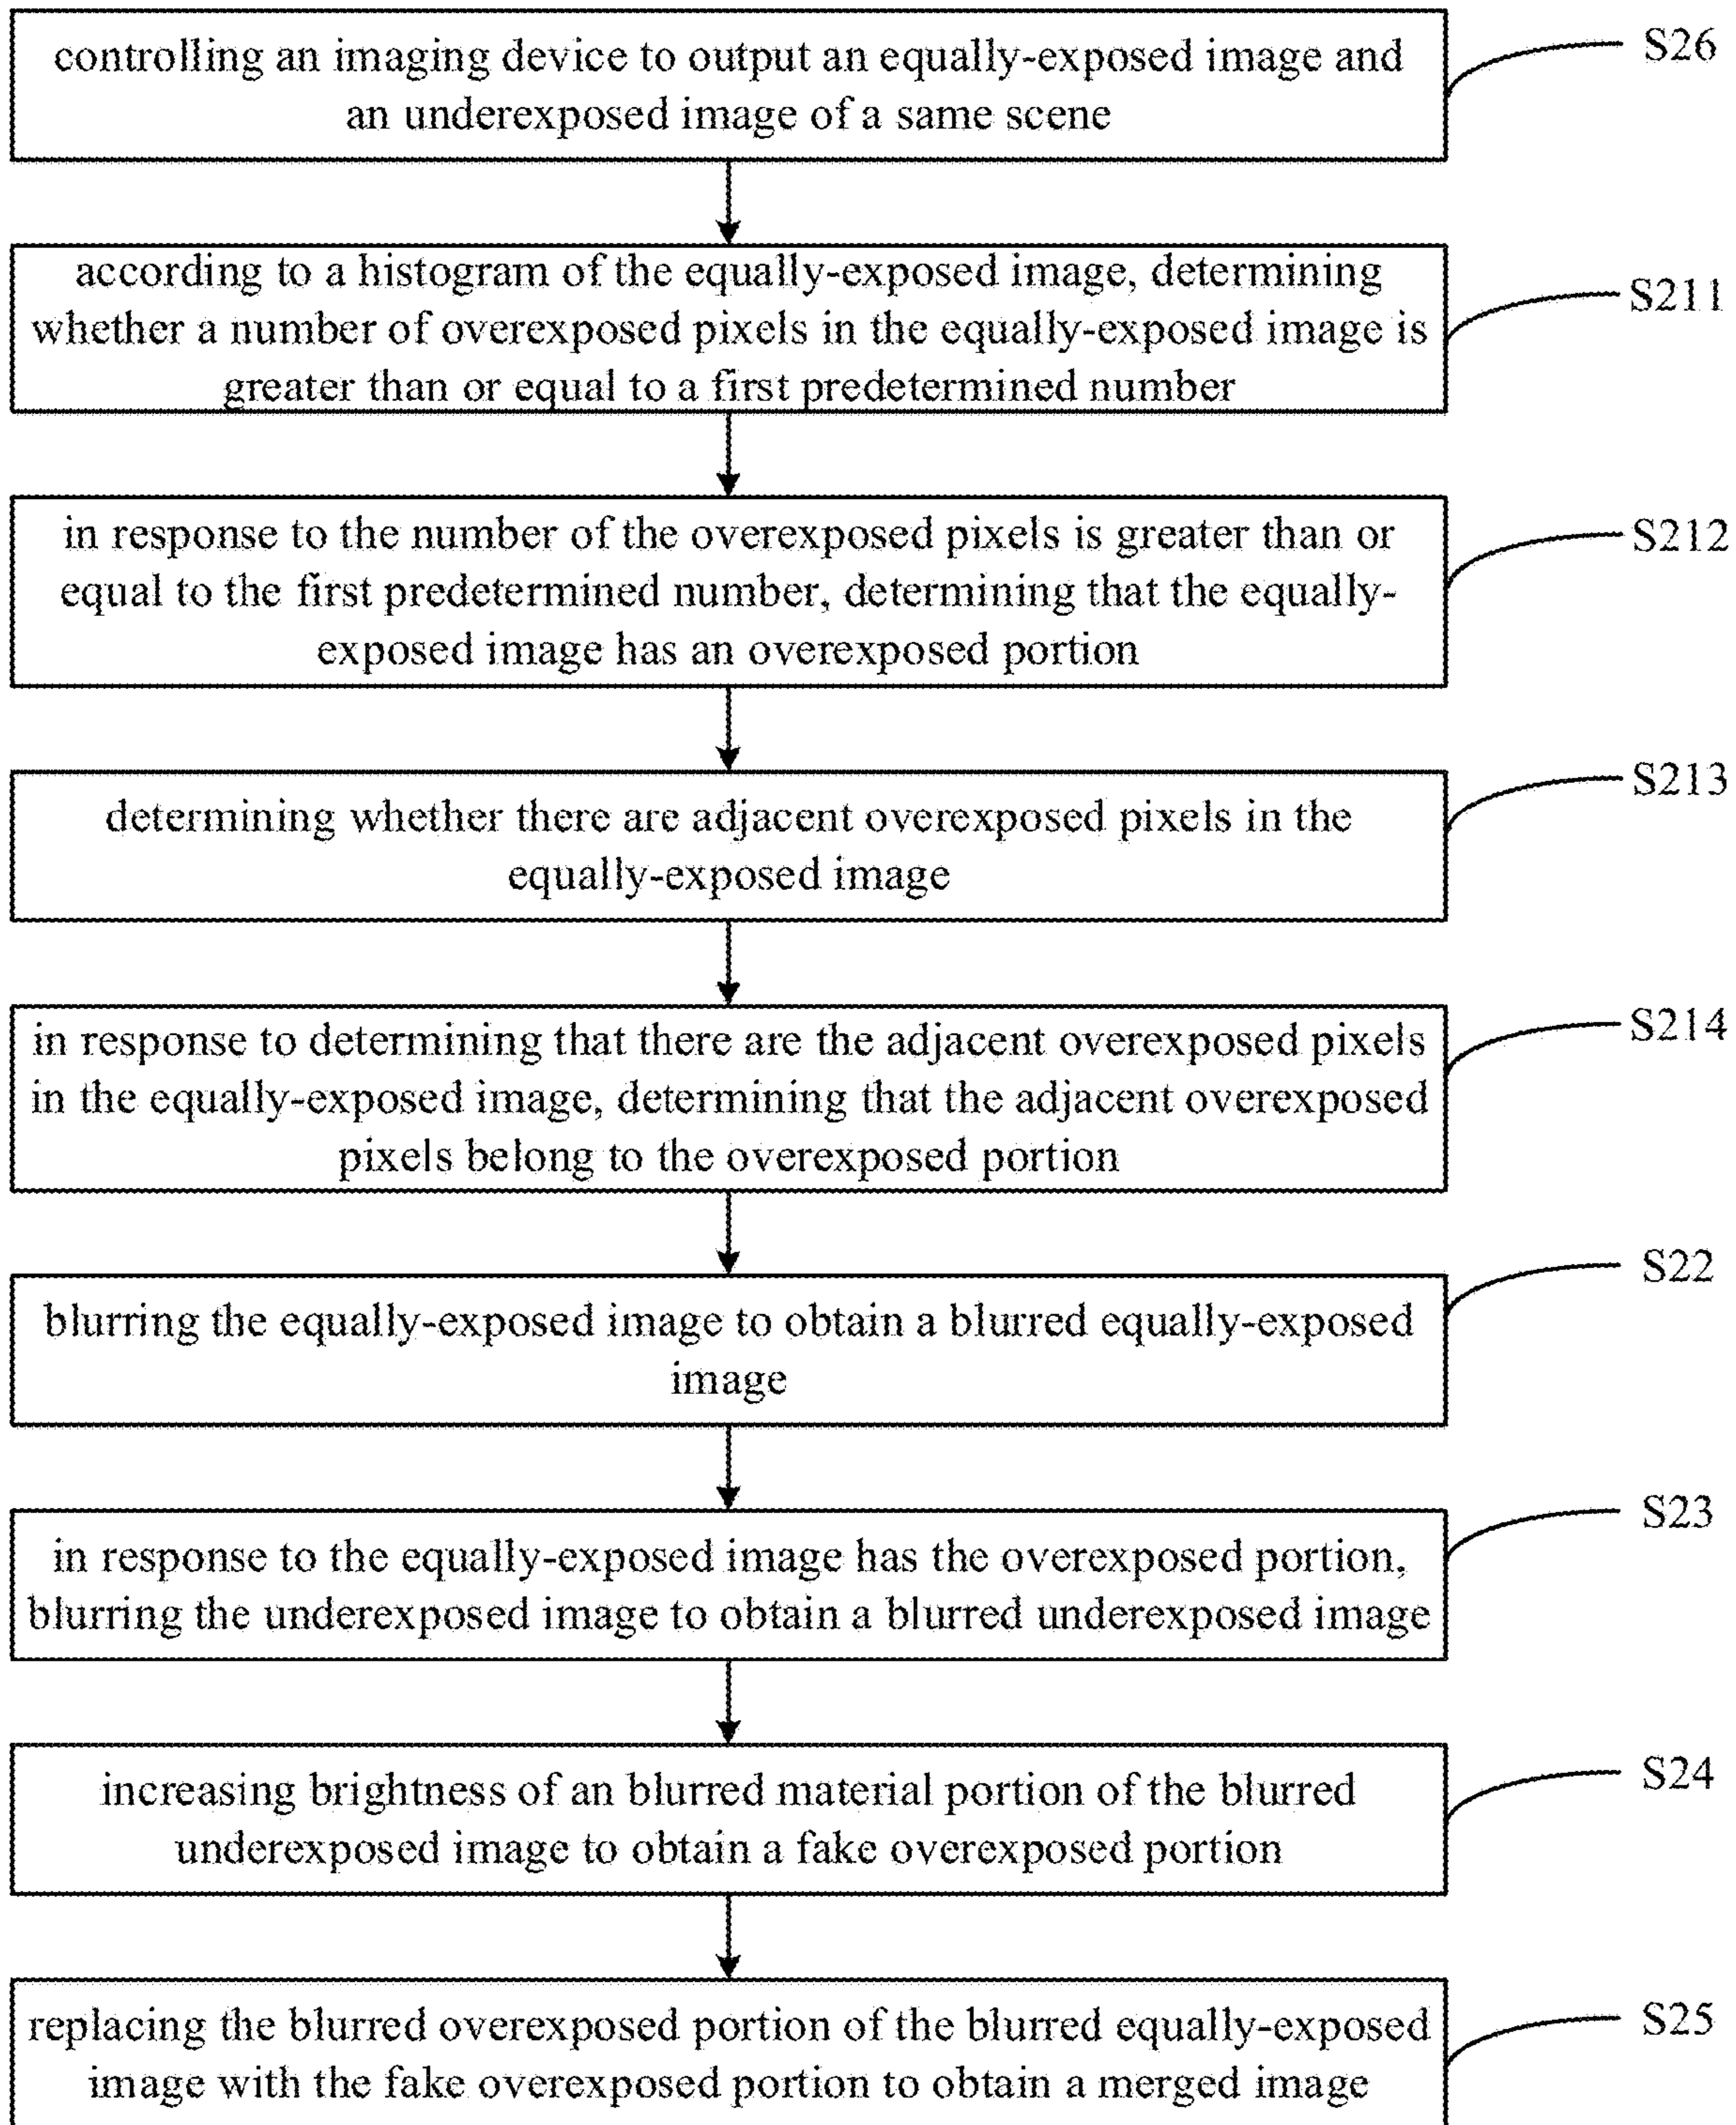 controlling an imaging device to output an equally-exposed image and
an underexposed image of a same scene
S26
according to a histogram of the equally-exposed image, determining
whether a number of overexposed pixels in the equally-exposed image is
greater than or equal to a first predetermined number
S211
in response to the number of the overexposed pixels is greater than or
equal to the first predetermined number, determining that the equally-
exposed image has an overexposed portion
S212
determining whether there are adjacent overexposed pixels in the
equally-exposed image
S213
in response to determining that there are the adjacent overexposed pixels
in the equally-exposed image, determining that the adjacent overexposed
pixels belong to the overexposed portion
S214
blurring the equally-exposed image to obtain a blurred equally-exposed
image
S22
in response to the equally-exposed image has the overexposed portion,
blurring the underexposed image to obtain a blurred underexposed image
S23
increasing brightness of an blurred material portion of the blurred
underexposed image to obtain a fake overexposed portion
S24
replacing the blurred overexposed portion of the blurred equally-exposed
image with the fake overexposed portion to obtain a merged image
S25